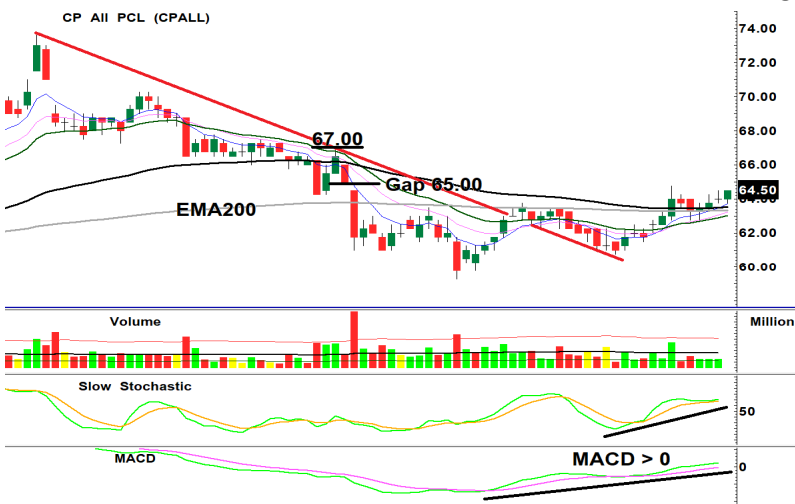 CP All PCL (CPALL)
74.00
72.00
70.00
68.00
67.00
66.00
Gap 65.00
64.50
EMA200
62.00
60.00
Volume
Million
Slow Stochastic
50
MACD
MACD > 0
0